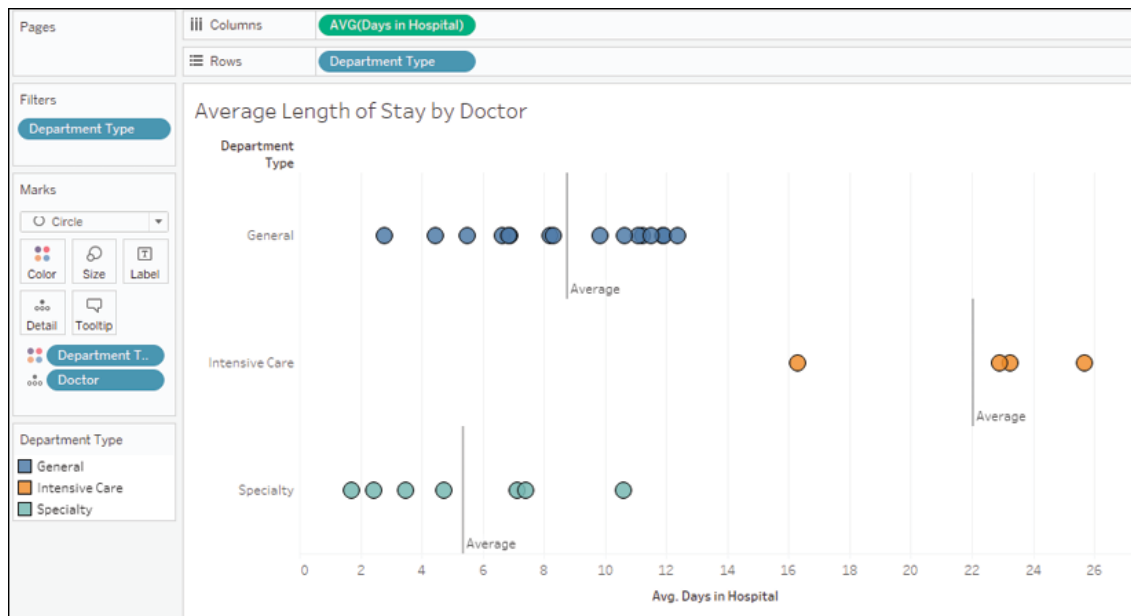 Pages
Columns
AVG(Days in Hospital)
Rows
Department Type
Filters
Department Type
Marks
Circle
Color
Size
Label
Detail
Tooltip
Department T..
Doctor
Department Type
General
Intensive Care
Specialty
Average Length of Stay by Doctor
Department
Type
General
Average
Intensive Care
Average
Specialty
Average
0 2 4 6 8 10 12 14 16 18 20 22 24 26
Avg. Days in Hospital